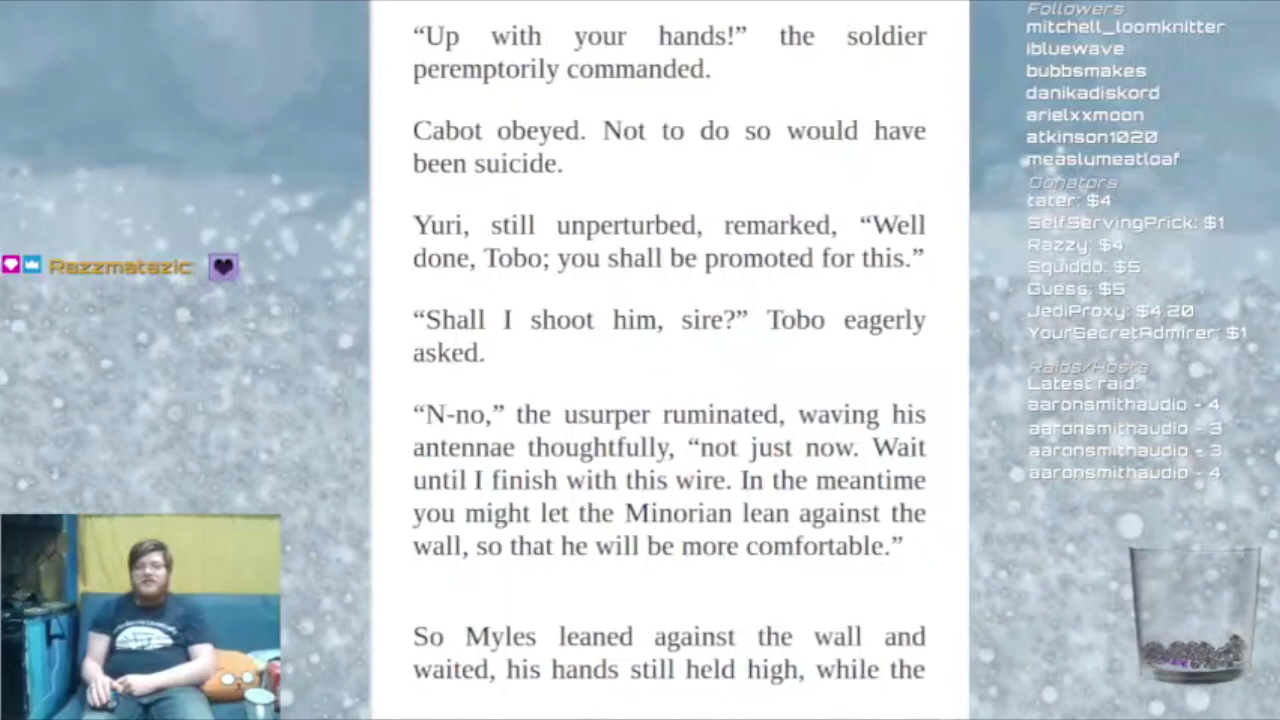 “Up with your hands!” the soldier
peremptorily commanded.
Cabot obeyed. Not to do so would have
been suicide.
Yuri, still unperturbed, remarked, “Well
done, Tobo; you shall be promoted for this.”
“Shall I shoot him, sire?” Tobo eagerly
asked.
“N-no,” the usurper ruminated, waving his
antennae thoughtfully, “not just now. Wait
until I finish with this wire. In the meantime
you might let the Minorian lean against the
wall, so that he will be more comfortable.”
So Myles leaned against the wall and
waited, his hands still held high, while the
Razzmatazic
Followers
mitchell_loomknitter
ibluewave
bubbsmakes
danikadiskord
arielxxmoon
atkinson1020
measlumeatloaf
Donators
tater: $4
SelfServingPrick: $1
Razzy: $4
Squidob: $5
Guess: $5
JediProxy: $4.20
YourSecretAdmirer: $1
Raids/Hosts
Latest raid:
aaronsmithaudio - 4
aaronsmithaudio - 3
aaronsmithaudio - 3
aaronsmithaudio - 4